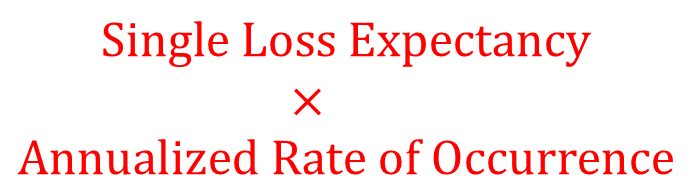 Single Loss Expectancy
×
Annualized Rate of Occurrence